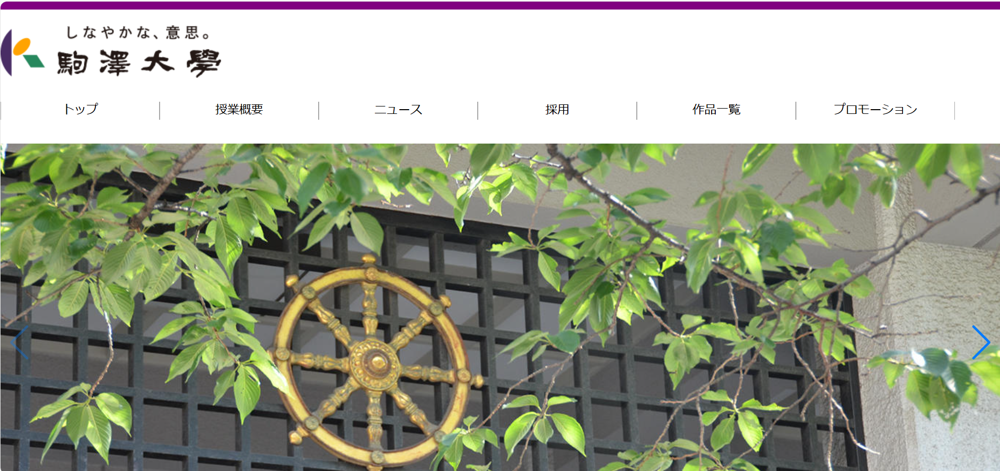 しなやかな、意思。
駒澤大學
トップ 授業概要 ニュース 採用 作品一覧 プロモーション